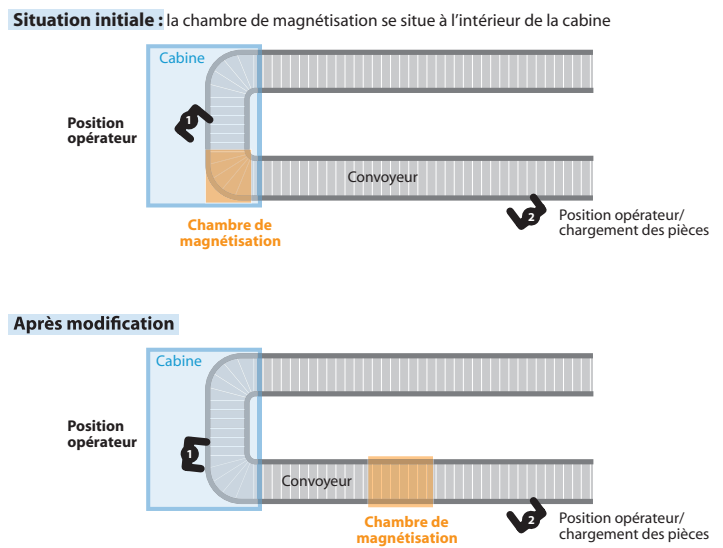 Situation initiale : la chambre de magnétisation se situe à l'intérieur de la cabine
Cabine
1
Position
opérateur
Convoyeur
2
Position opérateur/
chargement des pièces
Chambre de
magnétisation
Après modification
Cabine
Position
opérateur
1
Convoyeur
2
Position opérateur/
chargement des pièces
Chambre de
magnétisation